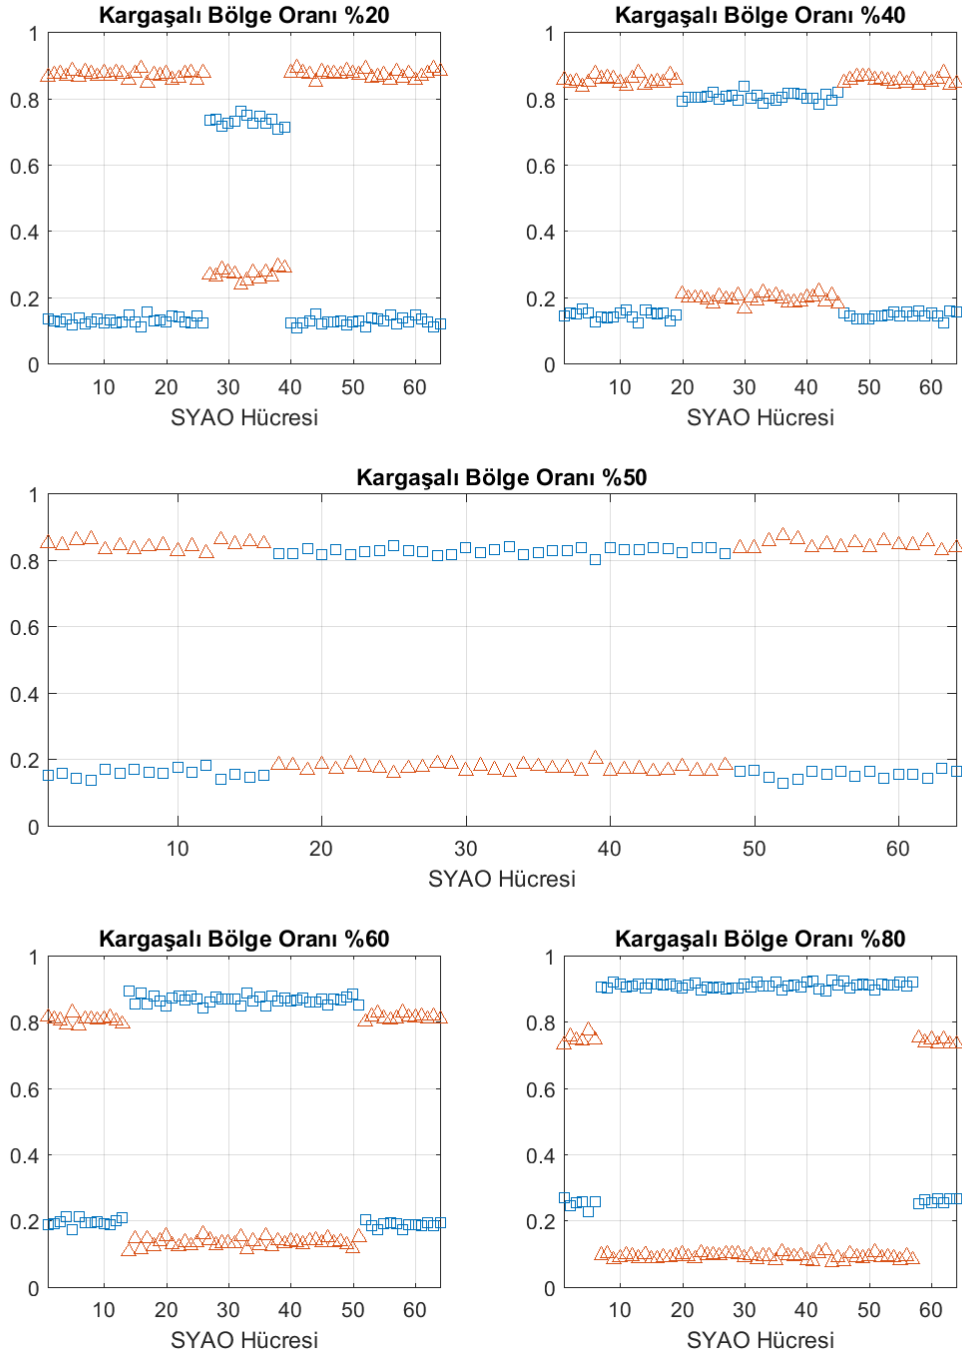 Kargaşalı Bölge Oranı %20
1
0.8
0.6
0.4
0.2
0
10 20 30 40 50 60
SYAO Hücresi
Kargaşalı Bölge Oranı %40
1
0.8
0.6
0.4
0.2
0
10 20 30 40 50 60
SYAO Hücresi
Kargaşalı Bölge Oranı %50
1
0.8
0.6
0.4
0.2
0
10 20 30 40 50 60
SYAO Hücresi
Kargaşalı Bölge Oranı %60
1
0.8
0.6
0.4
0.2
0
10 20 30 40 50 60
SYAO Hücresi
Kargaşalı Bölge Oranı %80
1
0.8
0.6
0.4
0.2
0
10 20 30 40 50 60
SYAO Hücresi